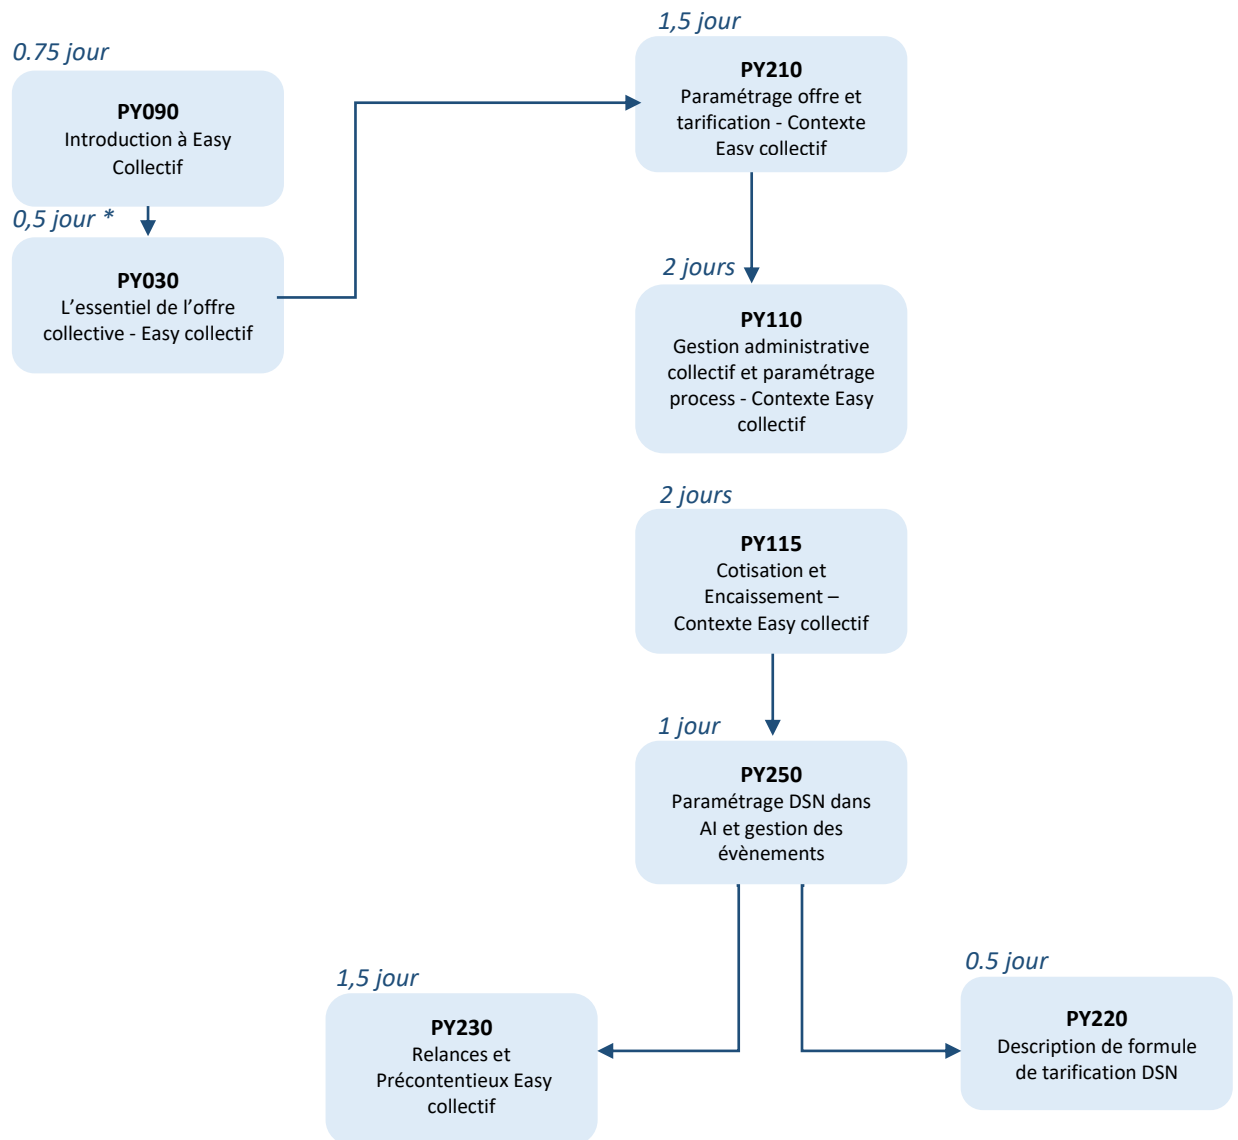 0.75 jour
PY090
Introduction à Easy
Collectif
0,5 jour *
PY030
L’essentiel de l’offre
collective - Easy collectif
1,5 jour
PY210
Paramétrage offre et
tarification - Contexte
Easy collectif
2 jours
PY110
Gestion administrative
collectif et paramétrage
process - Contexte Easy
collectif
2 jours
PY115
Cotisation et
Encaissement –
Contexte Easy collectif
1 jour
PY250
Paramétrage DSN dans
AI et gestion des
évènements
1,5 jour
PY230
Relances et
Précontentieux Easy
collectif
0.5 jour
PY220
Description de formule
de tarification DSN